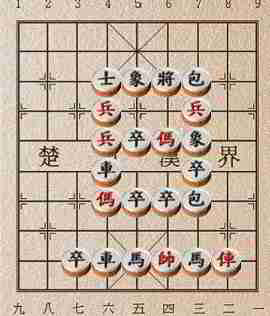 1 2 3 4 5 6 7 8 9
士 象 將 包
兵 兵
兵 卒 傌 象
楚 漢 界
車 卒
傌 卒 卒 包
卒 車 馬 帥 馬 俥
九 八 七 六 五 四 三 二 一